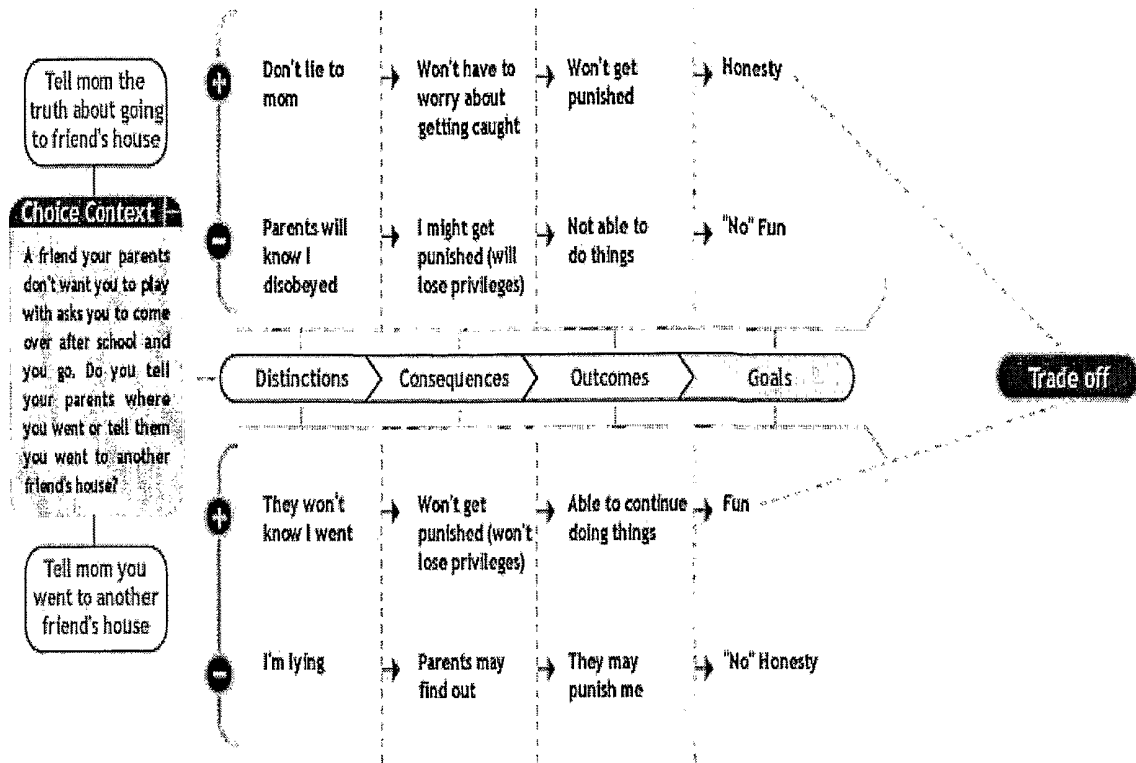 Tell mom the
truth about going
to friend's house
Choice Context
A friend your parents
don't want you to play
with asks you to come
over after school and
you go. Do you tell
your parents where
you went or tell them
you went to another
friend's house?
Tell mom you
went to another
friend's house
+
Don't lie to
mom
Won't have to
worry about
getting caught
Won't get
punished
Honesty
-
Parents will
know I
disobeyed
I might get
punished (will
lose privileges)
Not able to
do things
"No" Fun
Distinctions
Consequences
Outcomes
Goals
Trade off
+
They won't
know I went
Won't get
punished (won't
lose privileges)
Able to continue
doing things
Fun
-
I'm lying
Parents may
find out
They may
punish me
"No" Honesty